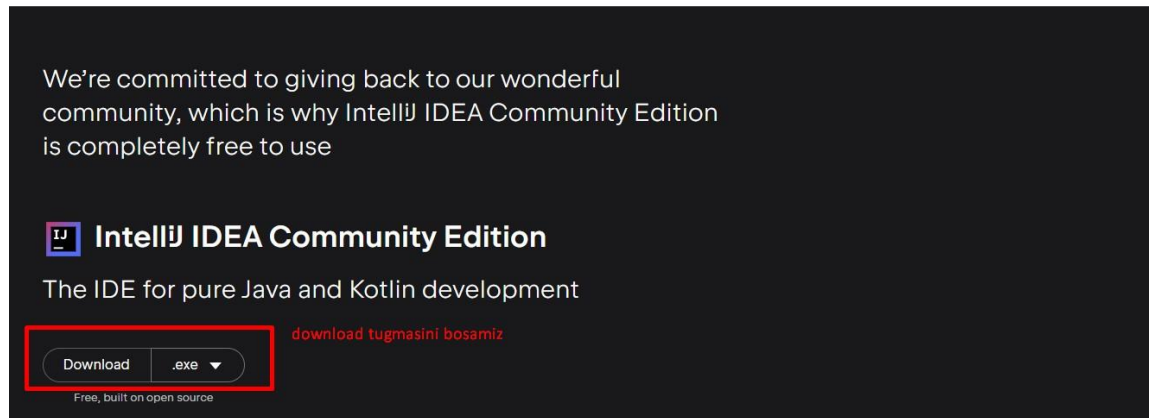 We're committed to giving back to our wonderful
community, which is why IntelliJ IDEA Community Edition
is completely free to use
IJ
IntelliJ IDEA Community Edition
The IDE for pure Java and Kotlin development
download tugmasini bosamiz
Download .exe
Free, built on open source